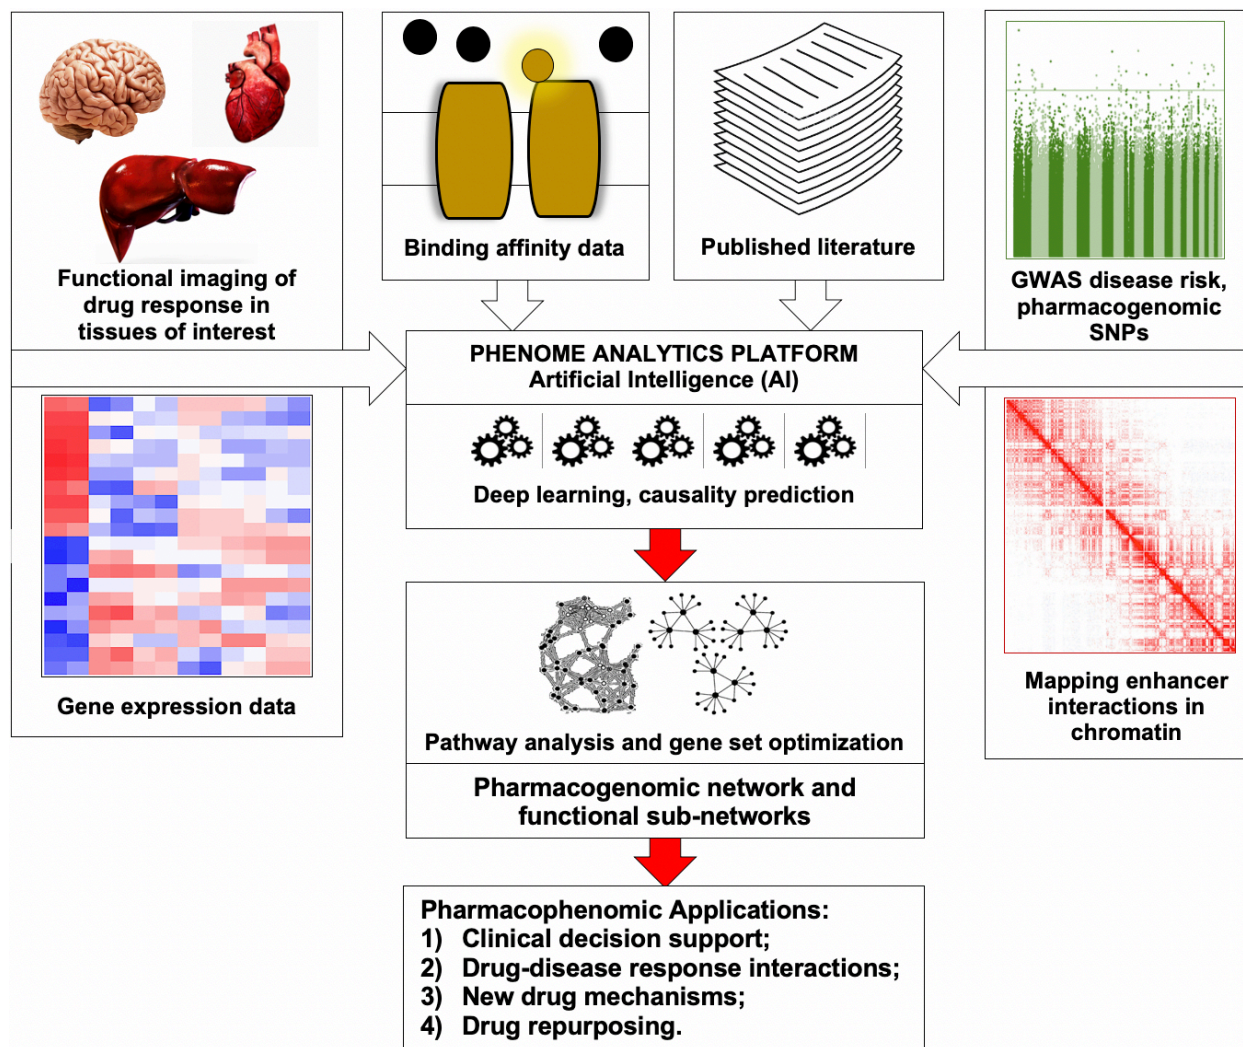 Functional imaging of
drug response in
tissues of interest
Binding affinity data
Published literature
GWAS disease risk,
pharmacogenomic
SNPs
PHENOME ANALYTICS PLATFORM
Artificial Intelligence (AI)
Deep learning, causality prediction
Gene expression data
Mapping enhancer
interactions in
chromatin
Pathway analysis and gene set optimization
Pharmacogenomic network and
functional sub-networks
Pharmacophenomic Applications:
1) Clinical decision support;
2) Drug-disease response interactions;
3) New drug mechanisms;
4) Drug repurposing.